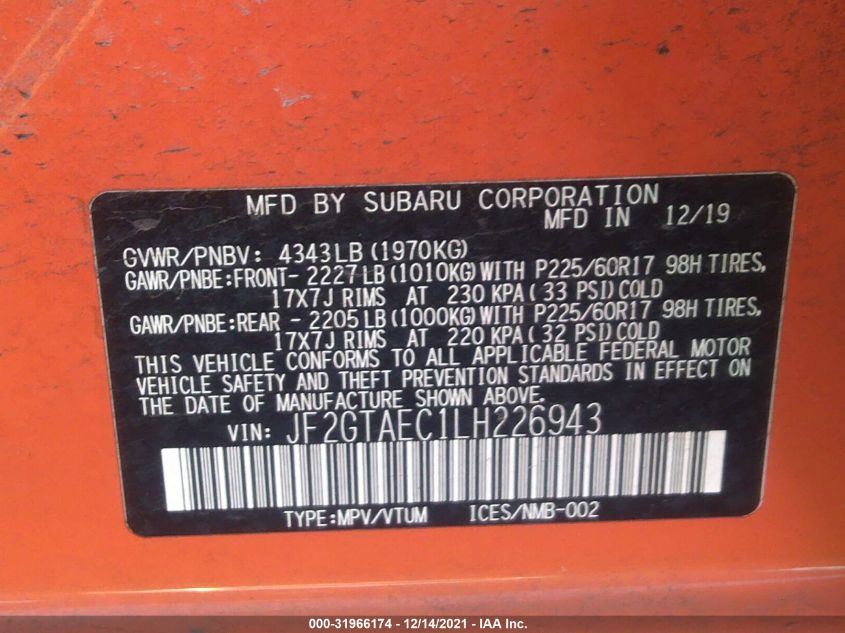 MFD BY SUBARU CORPORATION
MFD IN 12/19
GVWR/PNBV: 4343LB (1970KG)
GAWR/PNBE:FRONT- 2227LB (1010KG) WITH P225/60R17 98H TIRES,
17X7J RIMS AT 230 KPA ( 33 PSI) COLD
GAWR/PNBE:REAR - 2205LB (1000KG) WITH P225/60R17 98H TIRES,
17X7J RIMS AT 220 KPA ( 32 PSI) COLD
THIS VEHICLE CONFORMS TO ALL APPLICABLE FEDERAL MOTOR
VEHICLE SAFETY AND THEFT PREVENTION STANDARDS IN EFFECT ON
THE DATE OF MANUFACTURE SHOWN ABOVE.
VIN: JF2GTAEC1LH226943
TYPE:MPV/VTUM ICES/NMB-002
000-31966174 - 12/14/2021 - IAA Inc.